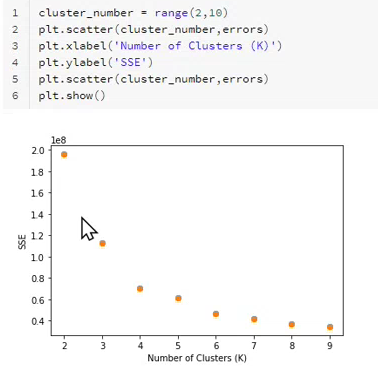 1 cluster_number = range(2,10)
2 plt.scatter(cluster_number,errors)
3 plt.xlabel('Number of Clusters (K)')
4 plt.ylabel('SSE')
5 plt.scatter(cluster_number,errors)
6 plt.show()
1e8
2.0
1.8
1.6
1.4
1.2
1.0
0.8
0.6
0.4
SSE
2 3 4 5 6 7 8 9
Number of Clusters (K)